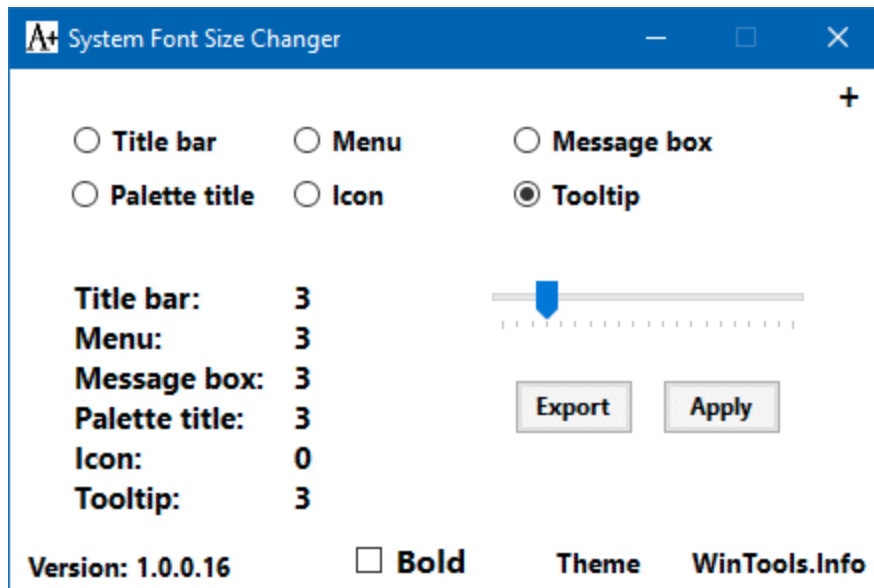 A+ System Font Size Changer
+
Title bar Menu Message box
Palette title Icon Tooltip
Title bar: 3
Menu: 3
Message box: 3
Palette title: 3
Icon: 0
Tooltip: 3
Export Apply
Version: 1.0.0.16 Bold Theme WinTools.Info